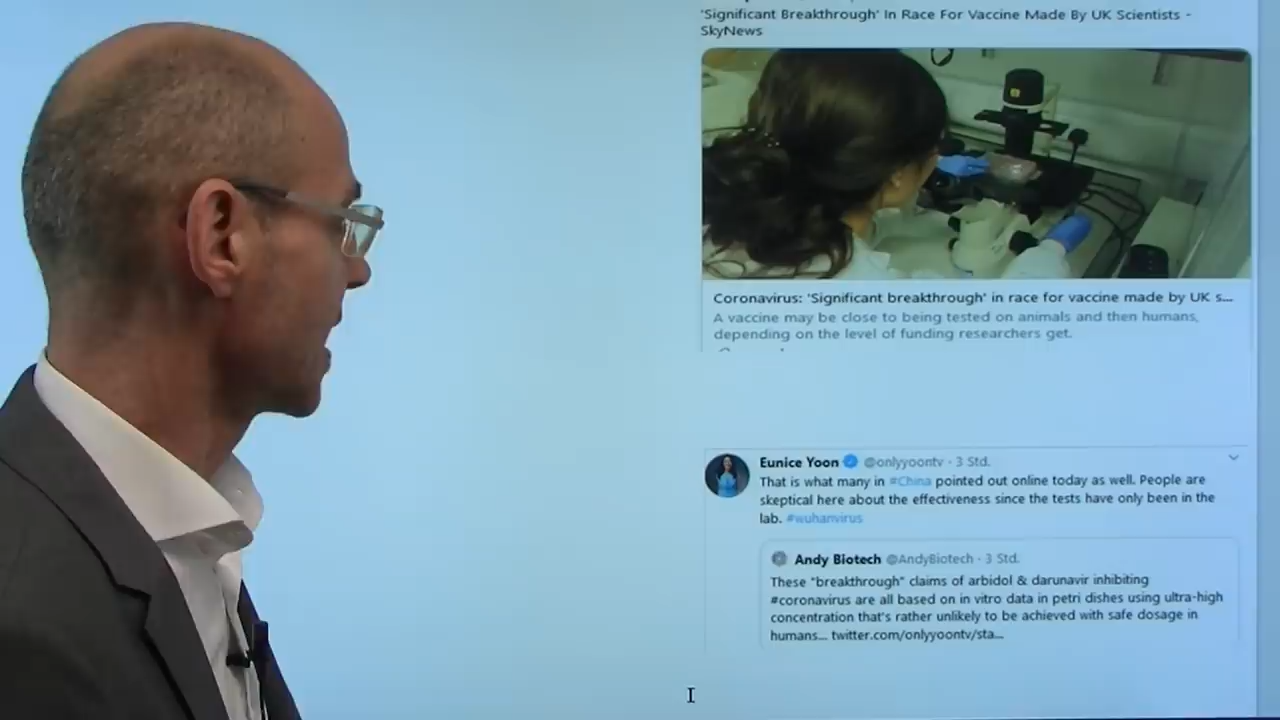 'Significant Breakthrough' In Race For Vaccine Made By UK Scientists -
SkyNews
Coronavirus: 'Significant breakthrough' in race for vaccine made by UK s...
A vaccine may be close to being tested on animals and then humans,
depending on the level of funding researchers get.
Eunice Yoon @onlyyoontv · 3 Std.
That is what many in #China pointed out online today as well. People are
skeptical here about the effectiveness since the tests have only been in the
lab. #wuhanvirus
Andy Biotech @AndyBiotech · 3 Std.
These "breakthrough" claims of arbidol & darunavir inhibiting
#coronavirus are all based on in vitro data in petri dishes using ultra-high
concentration that's rather unlikely to be achieved with safe dosage in
humans... twitter.com/onlyyoontv/sta...